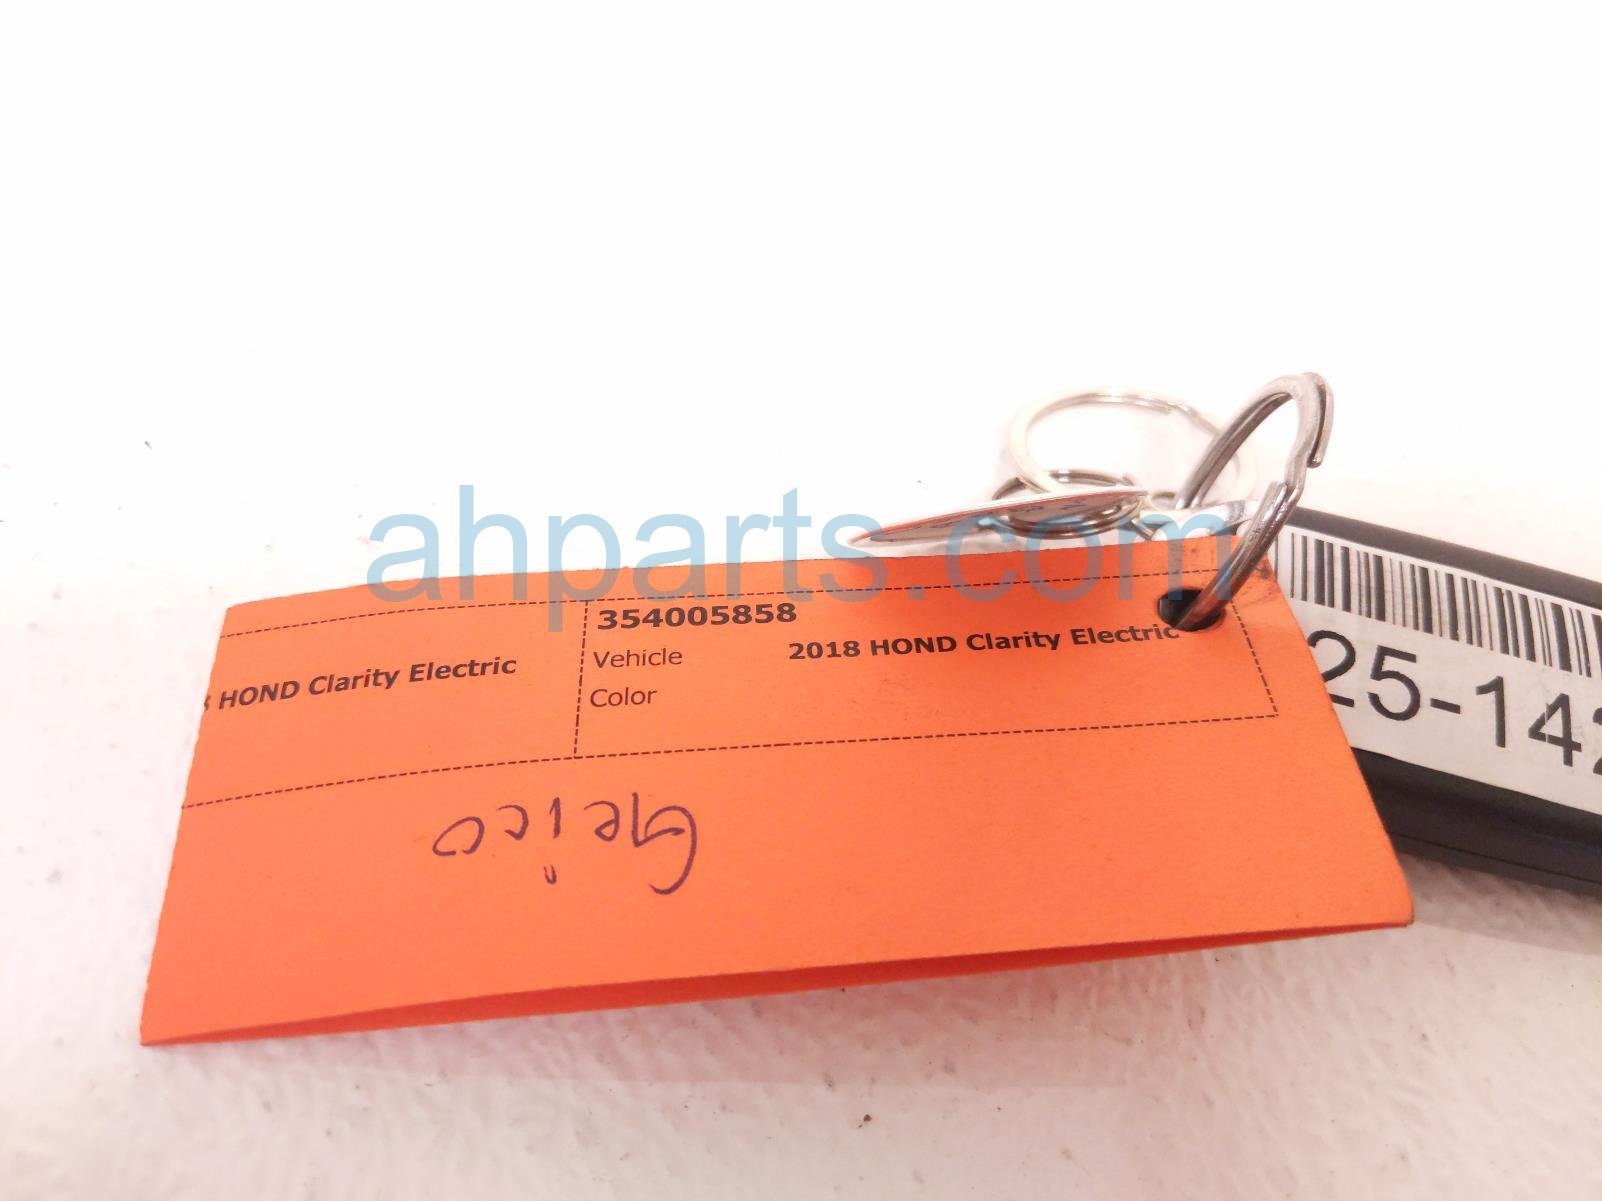 ahparts.com
354005858
HOND Clarity Electric
Vehicle 2018 HOND Clarity Electric
Color
Geico
25-142